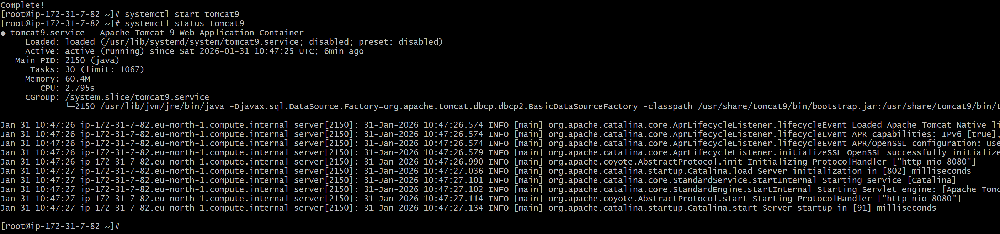 Complete!
[root@ip-172-31-7-82 ~]# systemctl start tomcat9
[root@ip-172-31-7-82 ~]# systemctl status tomcat9
● tomcat9.service - Apache Tomcat 9 Web Application Container
     Loaded: loaded (/usr/lib/systemd/system/tomcat9.service; disabled; preset: disabled)
     Active: active (running) since Sat 2026-01-31 10:47:25 UTC; 6min ago
   Main PID: 2150 (java)
      Tasks: 30 (limit: 1067)
     Memory: 60.4M
        CPU: 2.795s
     CGroup: /system.slice/tomcat9.service
             └─2150 /usr/lib/jvm/jre/bin/java -Djavax.sql.DataSource.Factory=org.apache.tomcat.dbcp.dbcp2.BasicDataSourceFactory -classpath /usr/share/tomcat9/bin/bootstrap.jar:/usr/share/tomcat9/bin/t

Jan 31 10:47:26 ip-172-31-7-82.eu-north-1.compute.internal server[2150]: 31-Jan-2026 10:47:26.574 INFO [main] org.apache.catalina.core.AprLifecycleListener.lifecycleEvent Loaded Apache Tomcat Native li
Jan 31 10:47:26 ip-172-31-7-82.eu-north-1.compute.internal server[2150]: 31-Jan-2026 10:47:26.574 INFO [main] org.apache.catalina.core.AprLifecycleListener.lifecycleEvent APR capabilities: IPv6 [true],
Jan 31 10:47:26 ip-172-31-7-82.eu-north-1.compute.internal server[2150]: 31-Jan-2026 10:47:26.574 INFO [main] org.apache.catalina.core.AprLifecycleListener.lifecycleEvent APR/OpenSSL configuration: use
Jan 31 10:47:26 ip-172-31-7-82.eu-north-1.compute.internal server[2150]: 31-Jan-2026 10:47:26.579 INFO [main] org.apache.catalina.core.AprLifecycleListener.initializeSSL OpenSSL successfully initialize
Jan 31 10:47:26 ip-172-31-7-82.eu-north-1.compute.internal server[2150]: 31-Jan-2026 10:47:26.990 INFO [main] org.apache.coyote.AbstractProtocol.init Initializing ProtocolHandler ["http-nio-8080"]
Jan 31 10:47:27 ip-172-31-7-82.eu-north-1.compute.internal server[2150]: 31-Jan-2026 10:47:27.036 INFO [main] org.apache.catalina.startup.Catalina.load Server initialization in [802] milliseconds
Jan 31 10:47:27 ip-172-31-7-82.eu-north-1.compute.internal server[2150]: 31-Jan-2026 10:47:27.101 INFO [main] org.apache.catalina.core.StandardService.startInternal Starting service [Catalina]
Jan 31 10:47:27 ip-172-31-7-82.eu-north-1.compute.internal server[2150]: 31-Jan-2026 10:47:27.102 INFO [main] org.apache.catalina.core.StandardEngine.startInternal Starting Servlet engine: [Apache Tomc
Jan 31 10:47:27 ip-172-31-7-82.eu-north-1.compute.internal server[2150]: 31-Jan-2026 10:47:27.114 INFO [main] org.apache.coyote.AbstractProtocol.start Starting ProtocolHandler ["http-nio-8080"]
Jan 31 10:47:27 ip-172-31-7-82.eu-north-1.compute.internal server[2150]: 31-Jan-2026 10:47:27.134 INFO [main] org.apache.catalina.startup.Catalina.start Server startup in [91] milliseconds

[root@ip-172-31-7-82 ~]#